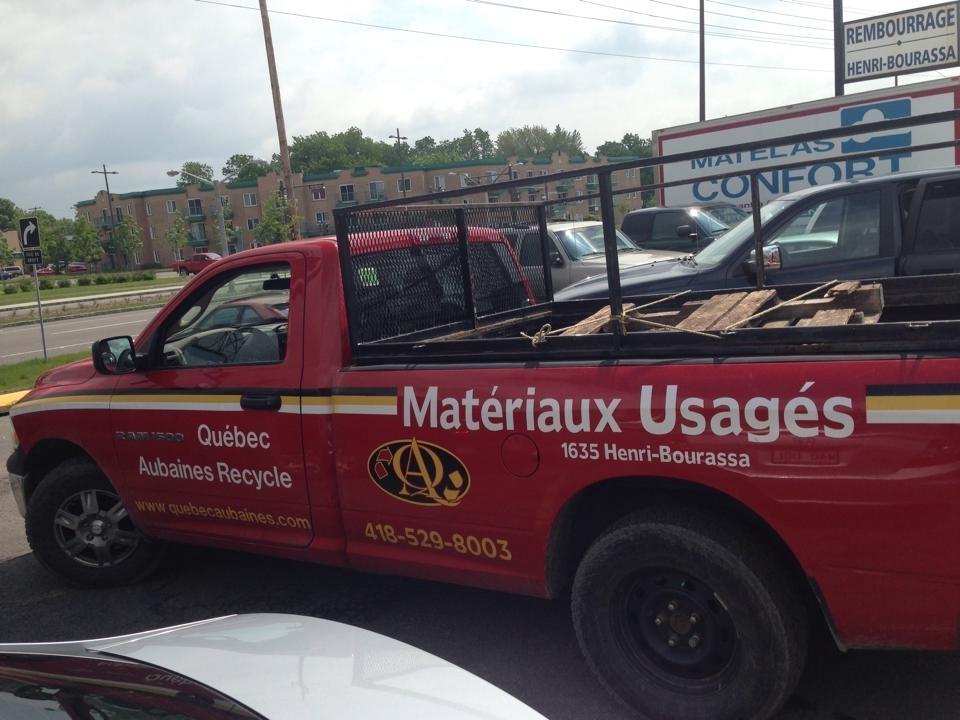 REMBOURRAGE
HENRI-BOURASSA
MATELAS
CONFORT
Matériaux Usagés
1635 Henri-Bourassa
RAM 1500
Québec
Aubaines Recycle
www.quebecaubaines.com
418-529-8003